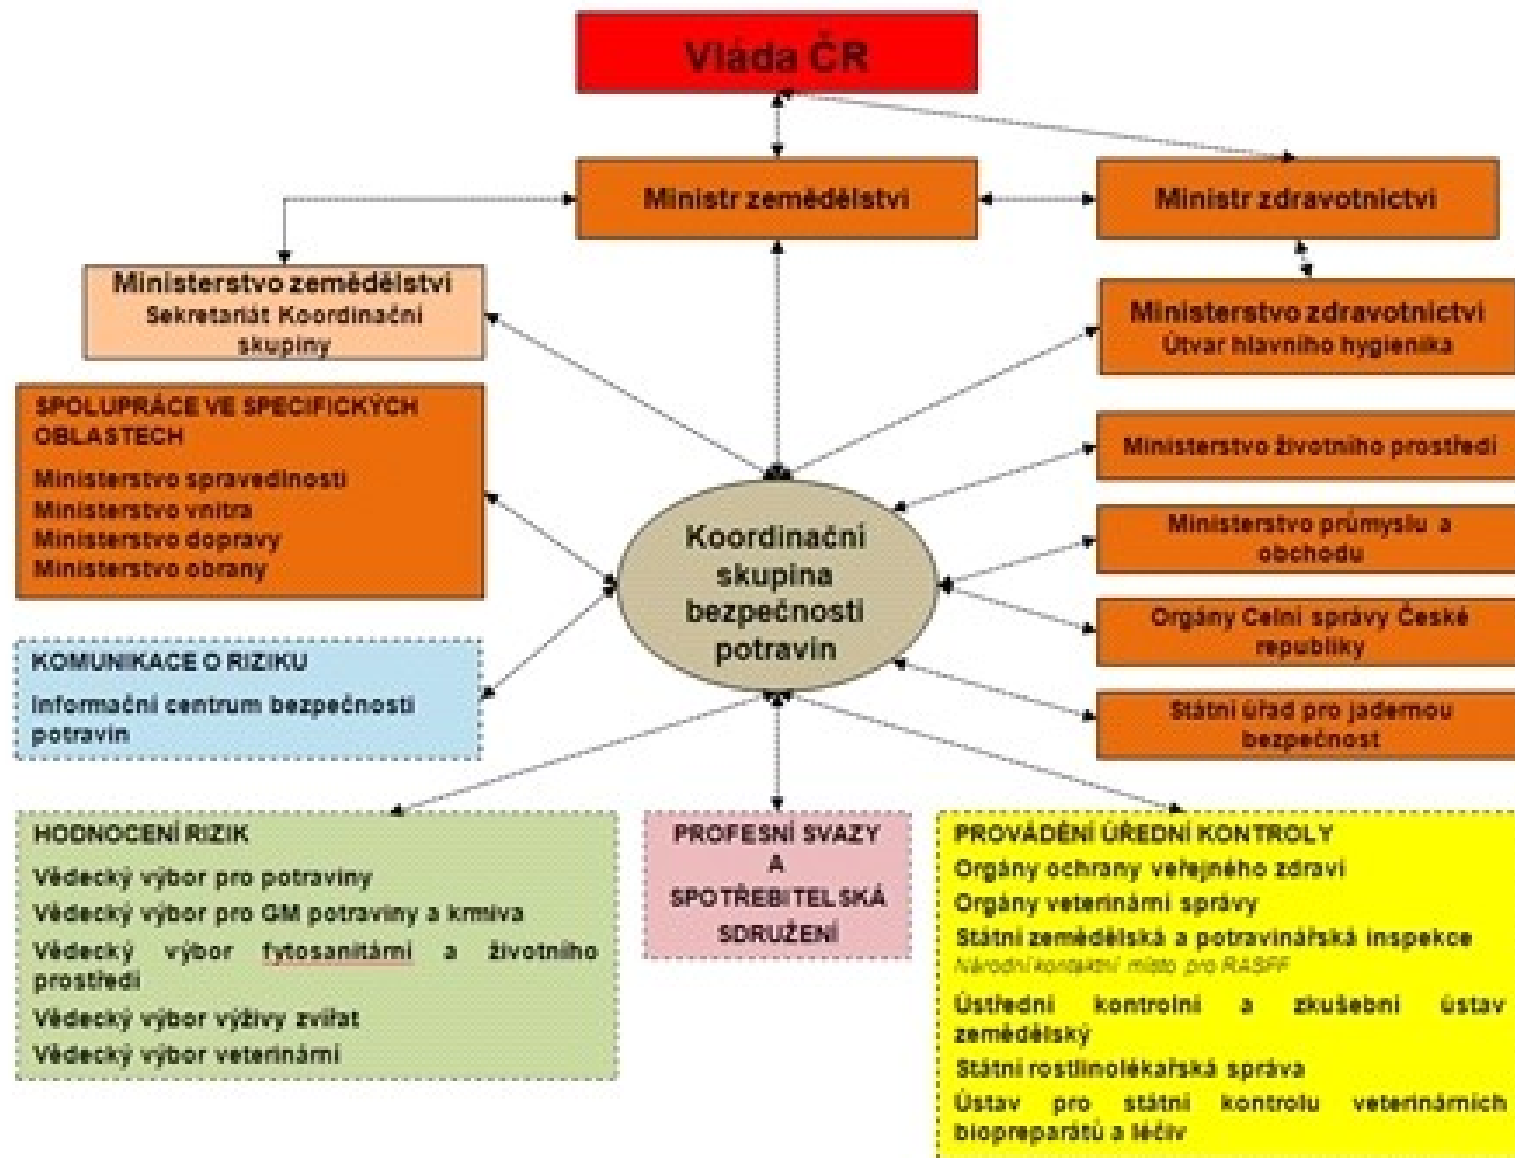 Vláda ČR
Ministr zemědělství
Ministr zdravotnictví
Ministerstvo zemědělství
Sekretariát Koordinační
skupiny
Ministerstvo zdravotnictví
Útvar hlavního hygienika
SPOLUPRÁCE VE SPECIFICKÝCH
OBLASTECH
Ministerstvo spravedlnosti
Ministerstvo vnitra
Ministerstvo dopravy
Ministerstvo obrany
Ministerstvo životního prostředí
Ministerstvo průmyslu a
obchodu
Koordinační
skupina
bezpečnosti
potravin
Orgány Celní správy České
republiky
KOMUNIKACE O RIZIKU
Informační centrum bezpečnosti
potravin
Státní úřad pro jadernou
bezpečnost
HODNOCENÍ RIZIK
Vědecký výbor pro potraviny
Vědecký výbor pro GM potraviny a krmiva
Vědecký výbor fytosanitární a životního
prostředí
Vědecký výbor výživy zvířat
Vědecký výbor veterinární
PROFESNÍ SVAZY
A
SPOTŘEBITELSKÁ
SDRUŽENÍ
PROVÁDĚNÍ ÚŘEDNÍ KONTROLY
Orgány ochrany veřejného zdraví
Orgány veterinární správy
Státní zemědělská a potravinářská inspekce
Národní kontaktní místo pro RASFF
Ústřední kontrolní a zkušební ústav
zemědělský
Státní rostlinolékařská správa
Ústav pro státní kontrolu veterinárních
biopreparátů a léčiv